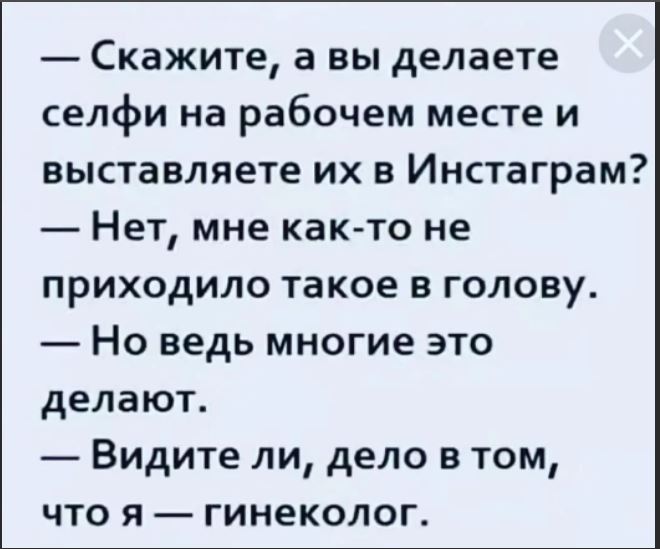 — Скажите, а вы делаете
селфи на рабочем месте и
выставляете их в Инстаграм?
— Нет, мне как-то не
приходило такое в голову.
— Но ведь многие это
делают.
— Видите ли, дело в том,
что я — гинеколог.